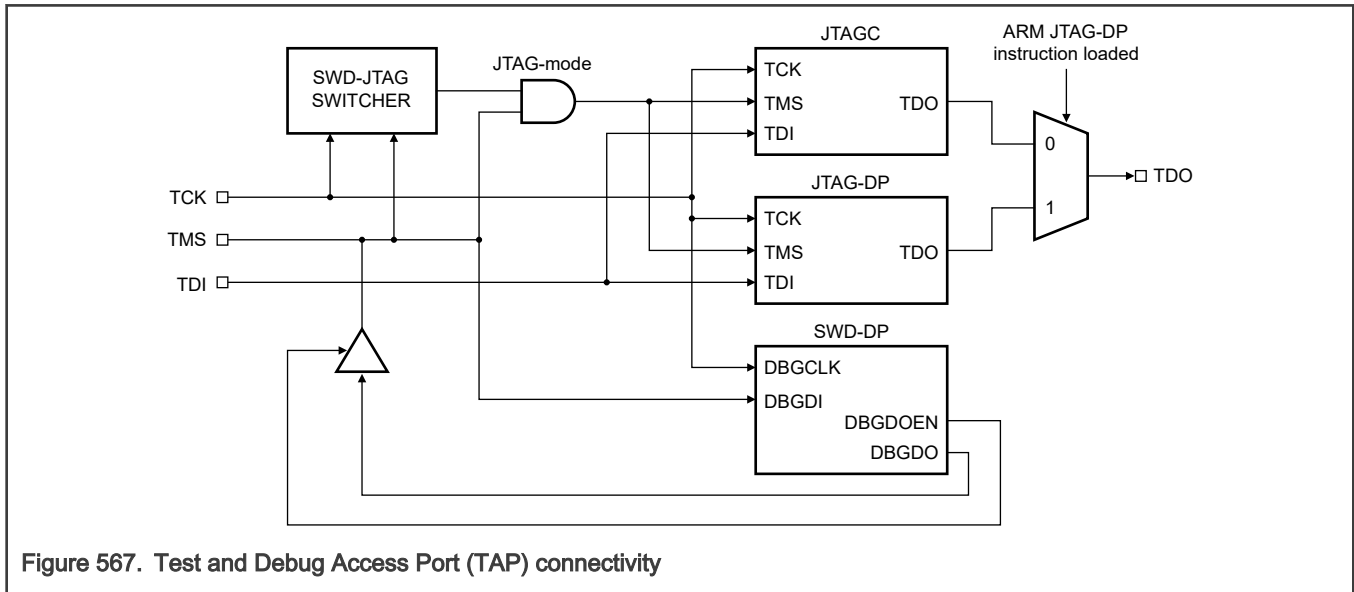 JTAGC
ARM JTAG-DP
instruction loaded
SWD-JTAG
SWITCHER
JTAG-mode
TCK
TMS
TDI
TDO
0
1
TDO
TCK
TMS
TDI
JTAG-DP
TCK
TMS
TDI
TDO
SWD-DP
DBGCLK
DBGDI
DBGDOEN
DBGDO
Figure 567. Test and Debug Access Port (TAP) connectivity